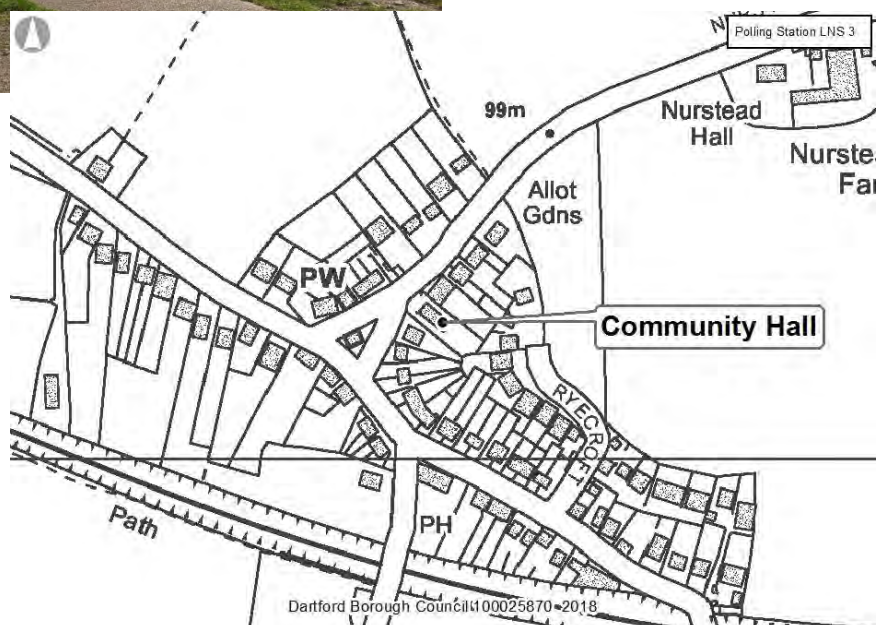 Polling Station LNS 3
99m
Nurstead
Hall
Allot
Gdns
PW
Community Hall
RYECROFT
Path
PH
Dartford Borough Council 100025870 2018